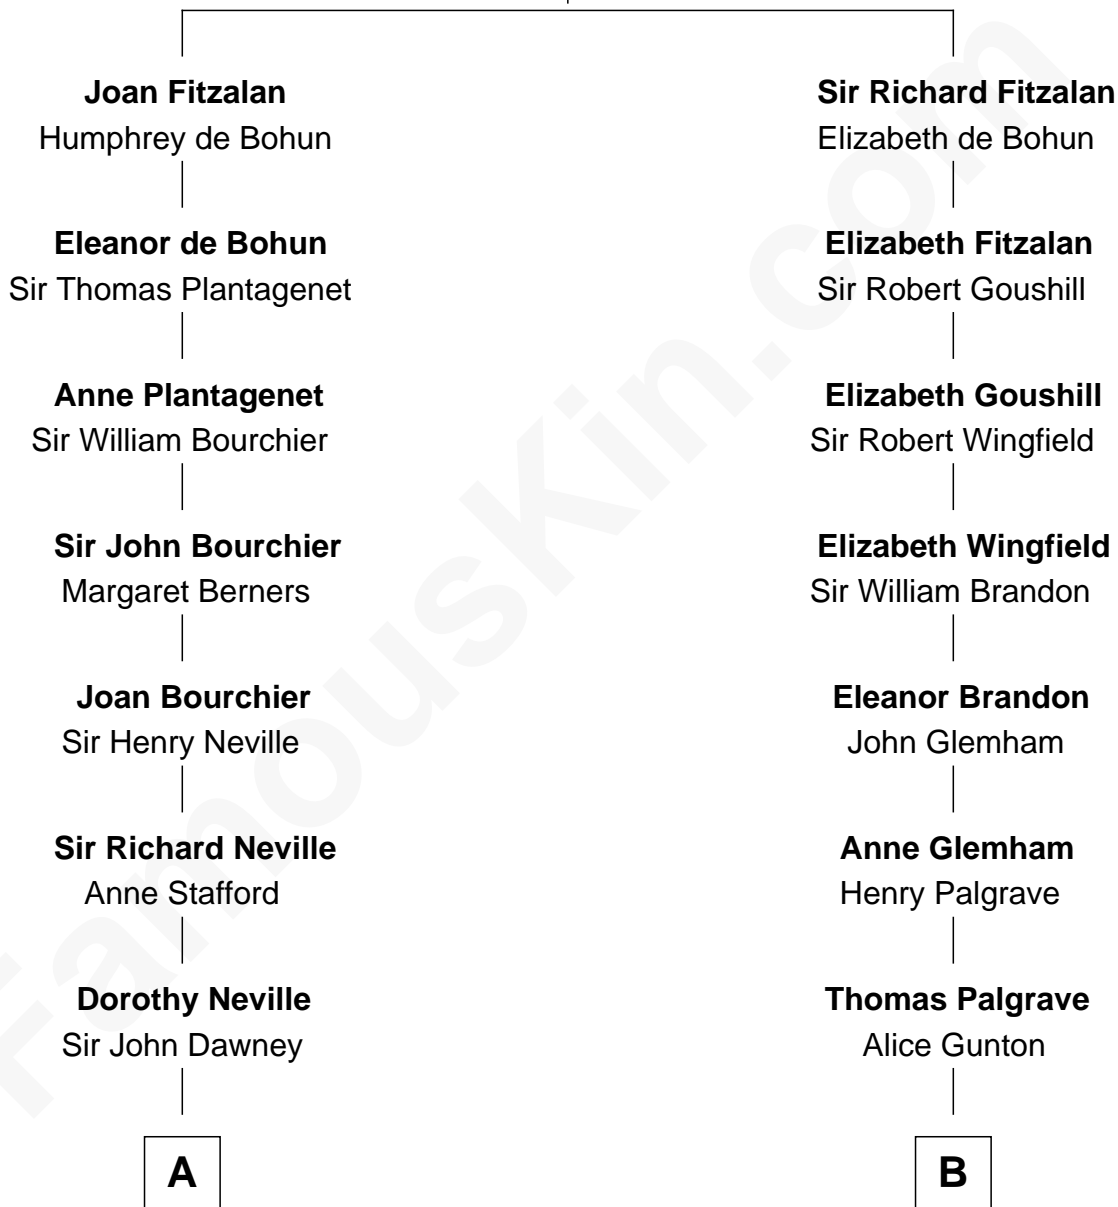 Joan Fitzalan
Humphrey de Bohun
Eleanor de Bohun
Sir Thomas Plantagenet
Anne Plantagenet
Sir William Bourchier
Sir John Bourchier
Margaret Berners
Joan Bourchier
Sir Henry Neville
Sir Richard Neville
Anne Stafford
Dorothy Neville
Sir John Dawney
A
Sir Richard Fitzalan
Elizabeth de Bohun
Elizabeth Fitzalan
Sir Robert Goushill
Elizabeth Goushill
Sir Robert Wingfield
Elizabeth Wingfield
Sir William Brandon
Eleanor Brandon
John Glemham
Anne Glemham
Henry Palgrave
Thomas Palgrave
Alice Gunton
B
FamousKin.com